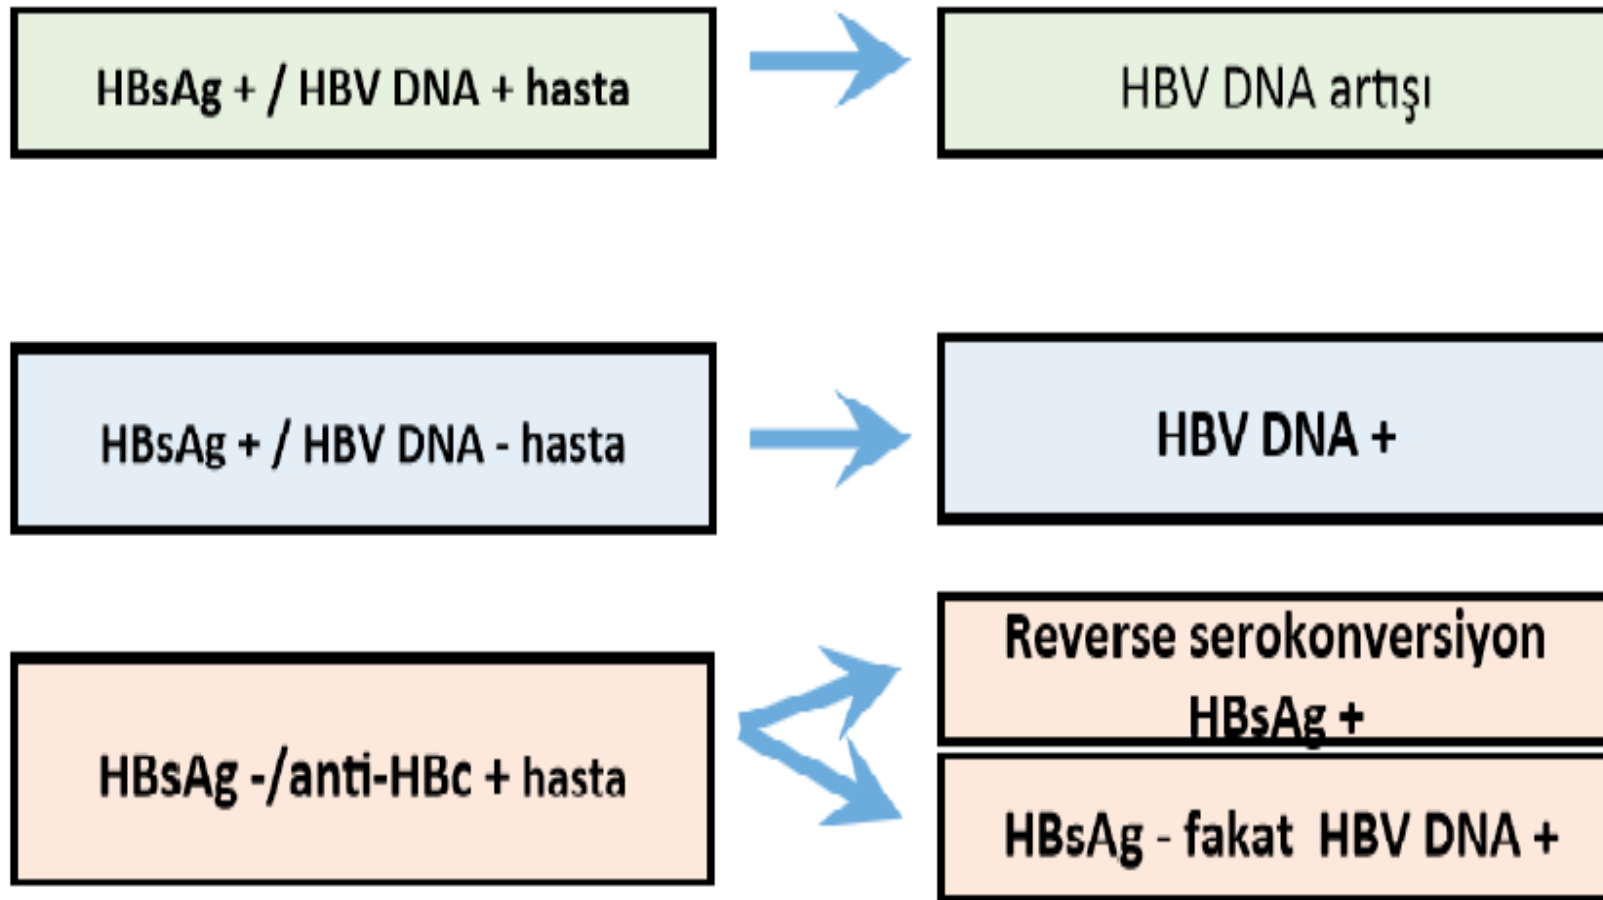 HBsAg + / HBV DNA + hasta
HBV DNA artışı
HBsAg + / HBV DNA - hasta
HBV DNA +
HBsAg -/anti-HBc + hasta
Reverse serokonversiyon
HBsAg +
HBsAg - fakat HBV DNA +